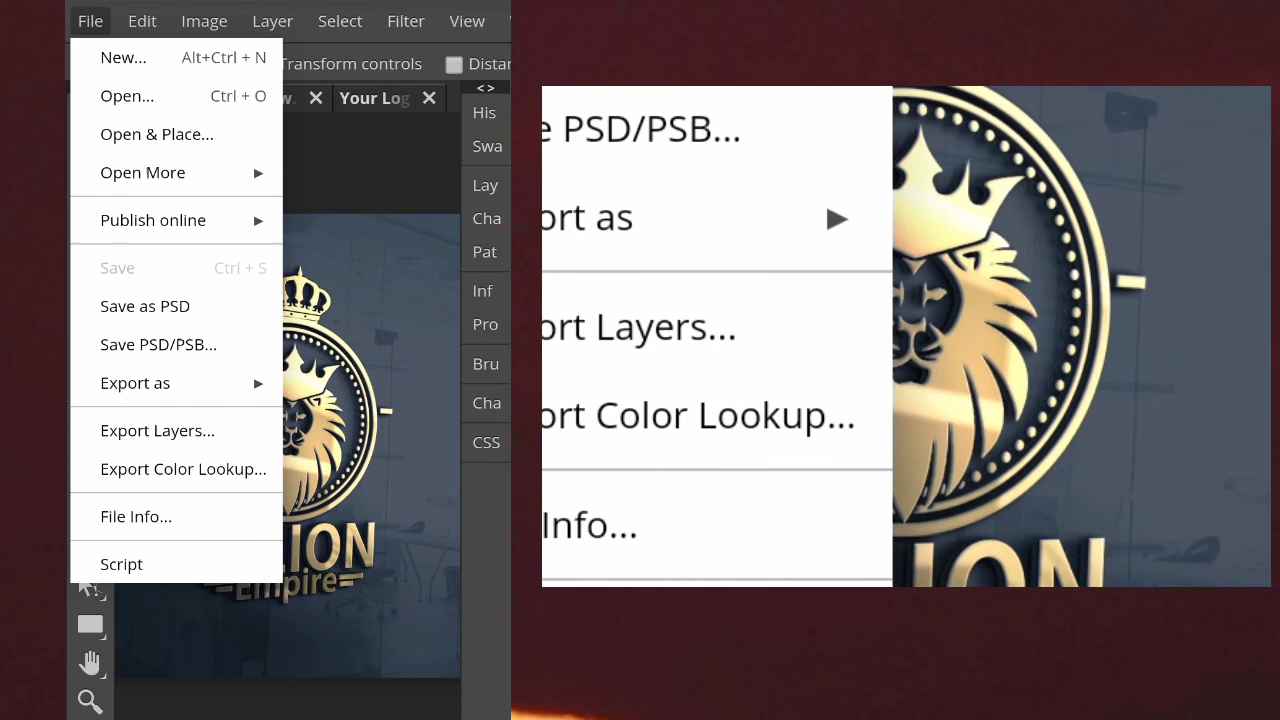 File Edit Image Layer Select Filter View
New... Alt+Ctrl + N
Transform controls
Open... Ctrl + O
w. Your Log
Open & Place...
His
Swa
Open More
Lay
Publish online
Cha
Pat
Save Ctrl + S
Inf
Save as PSD
Pro
Save PSD/PSB...
Bru
Export as
Cha
Export Layers...
CSS
Export Color Lookup...
File Info...
Script
LION
Empire
e PSD/PSB...
ort as
ort Layers...
ort Color Lookup...
Info...
ION